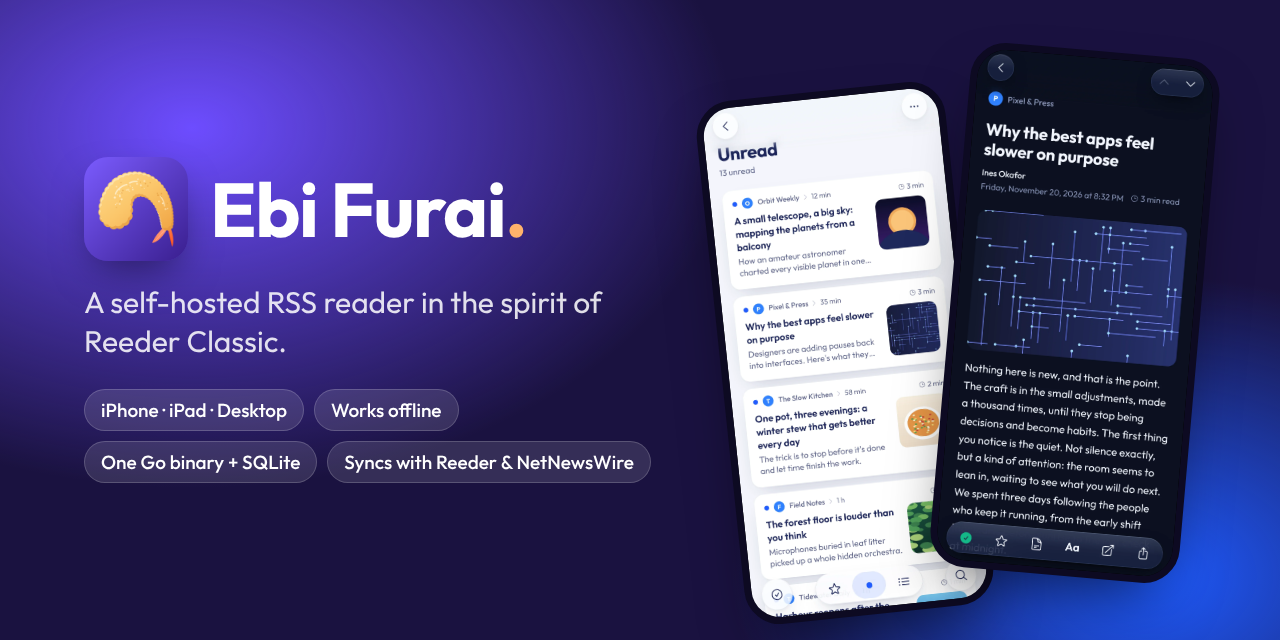 Ebi Furai.
A self-hosted RSS reader in the spirit of
Reeder Classic.
iPhone · iPad · Desktop
Works offline
One Go binary + SQLite
Syncs with Reeder & NetNewsWire
Unread
13 unread
O Orbit Weekly 12 min 3 min
A small telescope, a big sky:
mapping the planets from a
balcony
How an amateur astronomer
charted every visible planet in one...
P Pixel & Press 35 min 3 min
Why the best apps feel slower
on purpose
Designers are adding pauses back
into interfaces. Here's what they...
T The Slow Kitchen 58 min 2 min
One pot, three evenings: a
winter stew that gets better
every day
The trick is to stop before it's done
and let time finish the work.
F Field Notes 1 h
The forest floor is louder than
you think
Microphones buried in leaf litter
picked up a whole hidden orchestra.
P Pixel & Press
Why the best apps feel
slower on purpose
Ines Okafor
Friday, November 20, 2026 at 8:32 PM 3 min read
Nothing here is new, and that is the point.
The craft is in the small adjustments, made
a thousand times, until they stop being
decisions and become habits. The first thing
you notice is the quiet. Not silence exactly,
but a kind of attention: the room seems to
lean in, waiting to see what you will do next.
We spent three days following the people
who keep it running, from the early shift
at midnight.
Aa